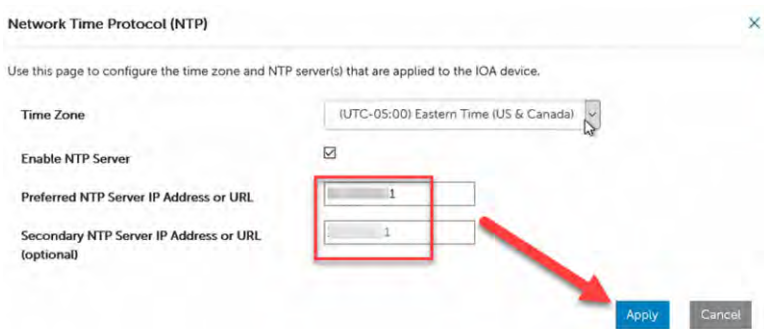 Network Time Protocol (NTP)
Use this page to configure the time zone and NTP server(s) that are applied to the IOA device.
Time Zone
(UTC-05:00) Eastern Time (US & Canada)
Enable NTP Server
Preferred NTP Server IP Address or URL
1
Secondary NTP Server IP Address or URL
(optional)
1
Apply
Cancel